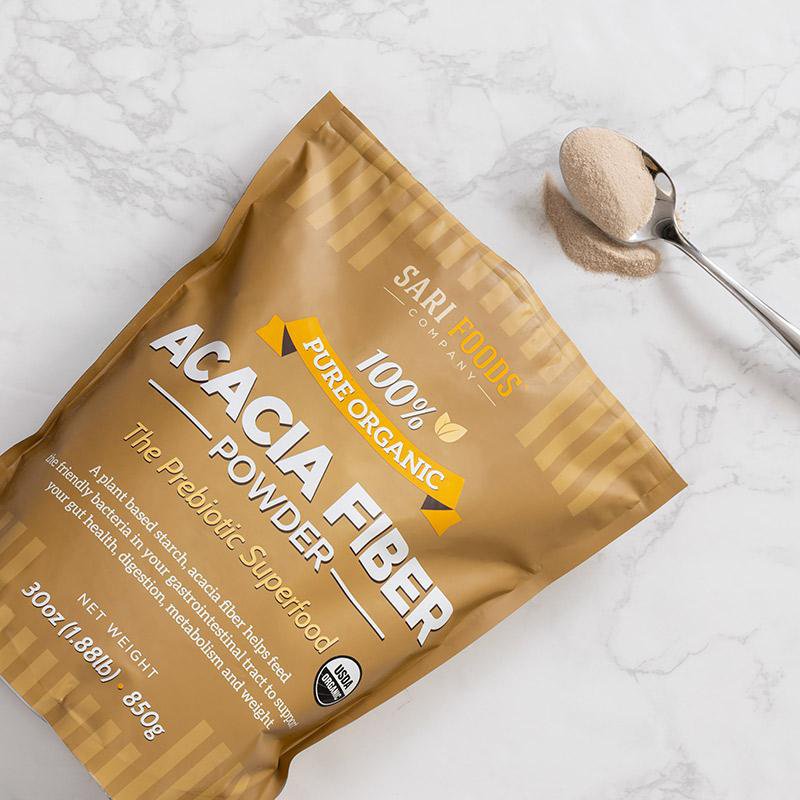 SARI FOODS
COMPANY
100%
PURE ORGANIC
ACACIA FIBER
POWDER
The Prebiotic Superfood
A plant based starch, acacia fiber helps feed
the friendly bacteria in your gastrointestinal tract to support
your gut health, digestion, metabolism and weight
NET WEIGHT
30oz (1.88lb) • 850g
USDA
ORGANIC